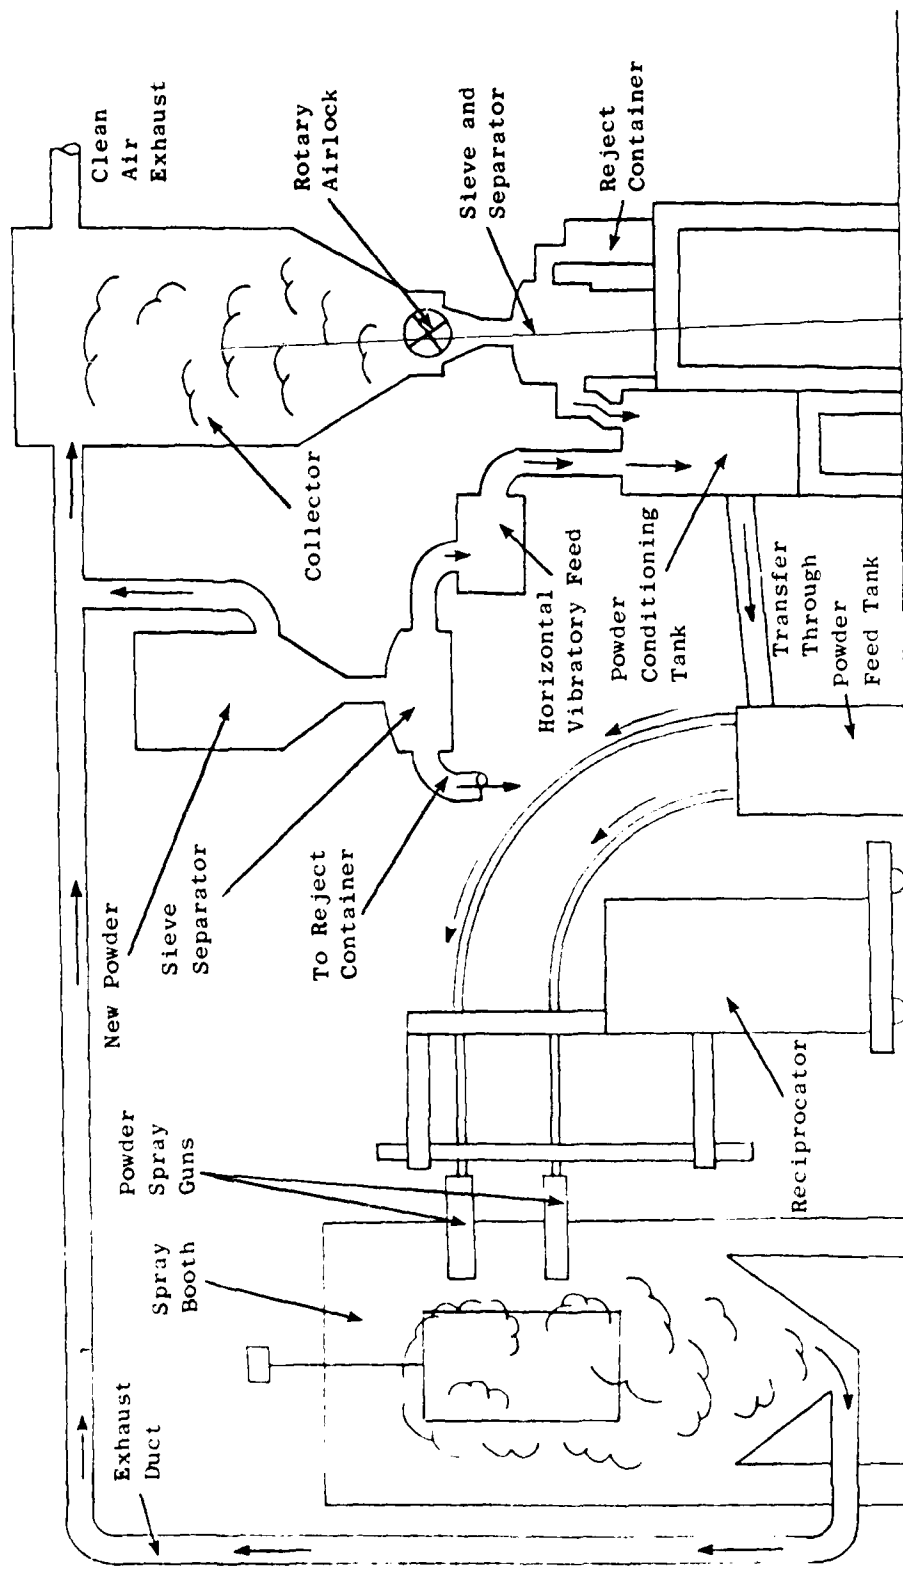 Exhaust
Duct
Spray
Booth
Powder
Spray
Guns
New Powder
Sieve
Separator
To Reject
Container
Reciprocator
Collector
Horizontal
Vibratory Feed
Powder
Conditioning
Tank
Transfer
Through
Powder
Feed Tank
Clean
Air
Exhaust
Rotary
Airlock
Sieve and
Separator
Reject
Container